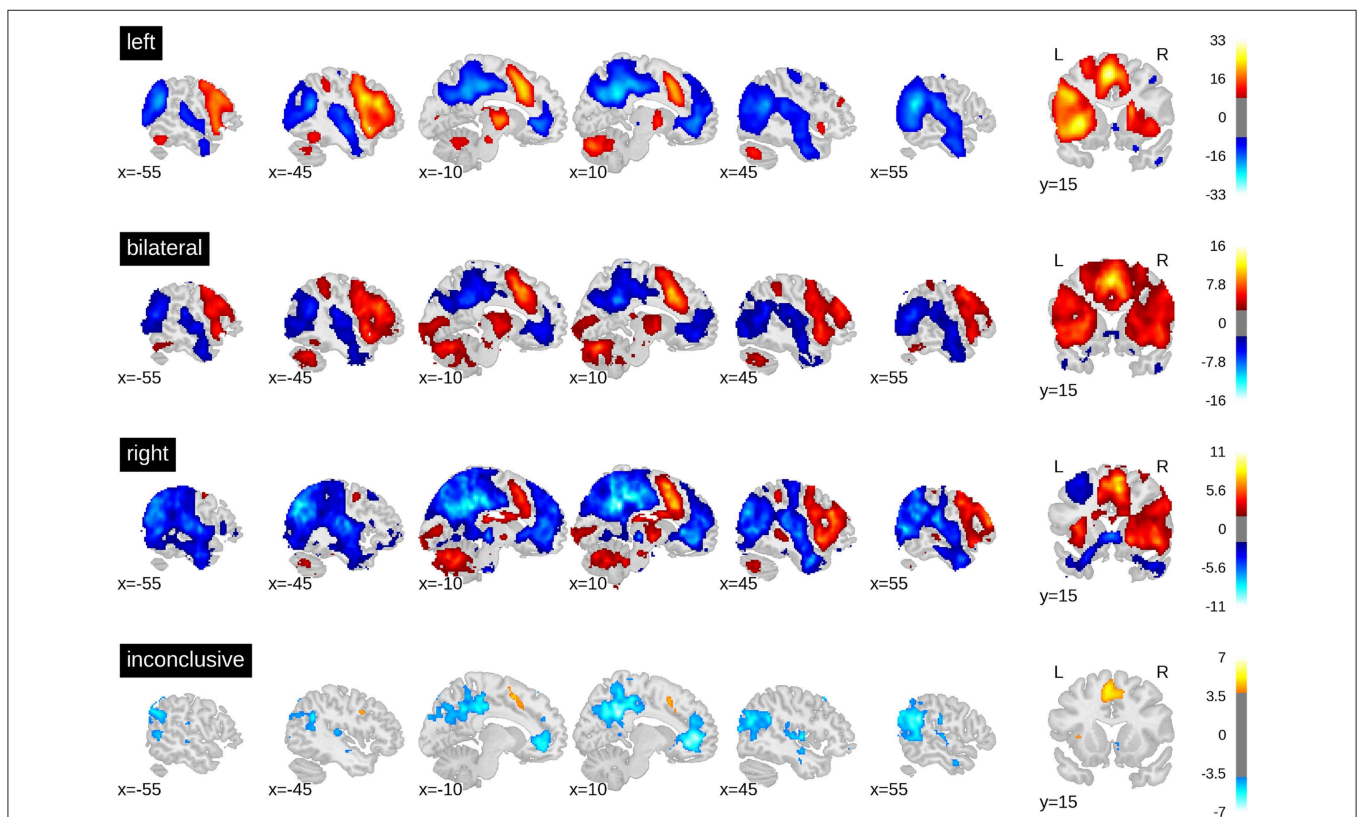 left
L R
33
16
0
-16
-33
x=-55 x=-45 x=-10 x=10 x=45 x=55 y=15
bilateral
L R
16
7.8
0
-7.8
-16
x=-55 x=-45 x=-10 x=10 x=45 x=55 y=15
right
L R
11
5.6
0
-5.6
-11
x=-55 x=-45 x=-10 x=10 x=45 x=55 y=15
inconclusive
L R
7
3.5
0
-3.5
-7
x=-55 x=-45 x=-10 x=10 x=45 x=55 y=15